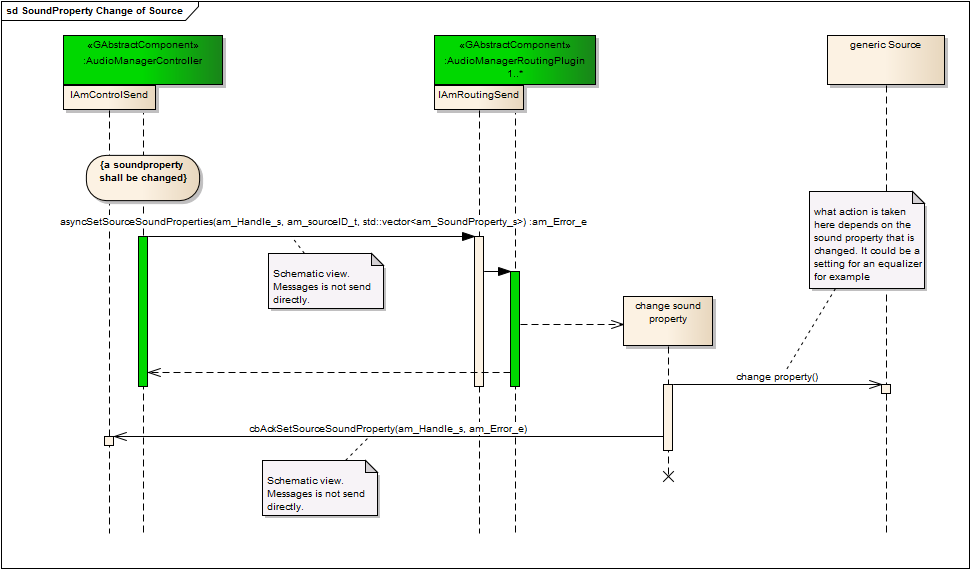 sd SoundProperty Change of Source
«GAbstractComponent»
:AudioManagerController
IAmControlSend
«GAbstractComponent»
:AudioManagerRoutingPlugin
1..*
IAmRoutingSend
generic Source
{a soundproperty
shall be changed}
asyncSetSourceSoundProperties(am_Handle_s, am_sourceID_t, std::vector<am_SoundProperty_s>) :am_Error_e
what action is taken
here depends on the
sound property that is
changed. It could be a
setting for an equalizer
for example
Schematic view.
Messages is not send
directly.
change sound
property
change property()
cbAckSetSourceSoundProperty(am_Handle_s, am_Error_e)
Schematic view.
Messages is not send
directly.